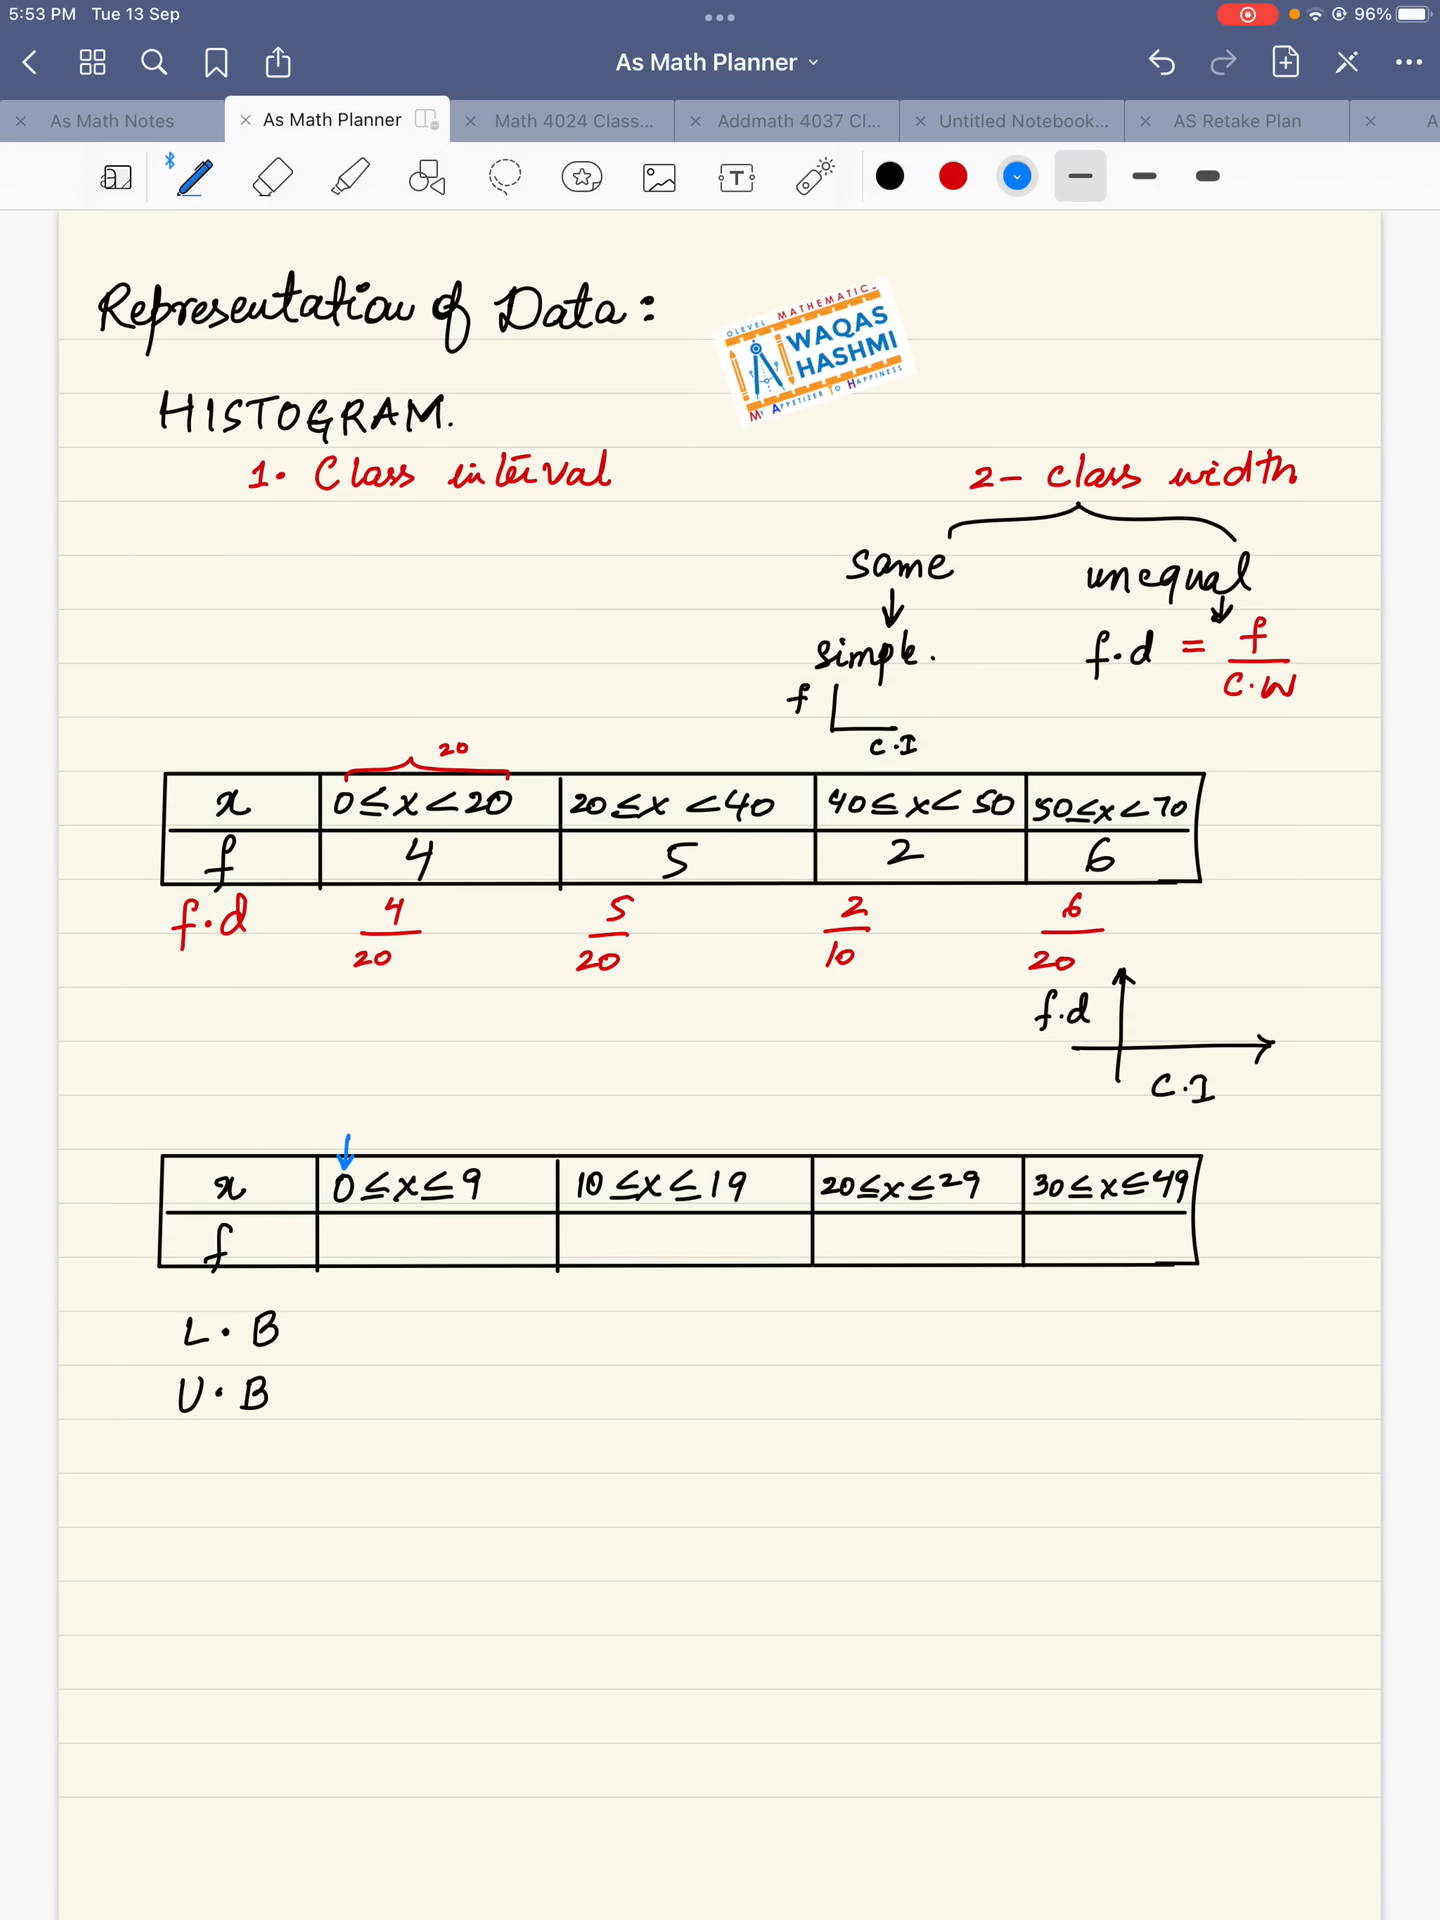 5:53 PM Tue 13 Sep 96%
As Math Planner
As Math Notes As Math Planner Math 4024 Class... Addmath 4037 Cl... Untitled Notebook... AS Retake Plan A
Representation of Data:
OLEVEL MATHEMATICS
WAQAS
HASHMI
MY APPETIZER TO HAPPINESS
HISTOGRAM.
1. Class interval 2- class width
same unequal
simple. f.d = f/C.W
f
C.I
20
x 0≤x<20 20≤x<40 40≤x<50 50≤x<70
f 4 5 2 6
f.d 4/20 5/20 2/10 6/20
f.d
C.I
x 0≤x≤9 10≤x≤19 20≤x≤29 30≤x≤49
f
L.B
U.B